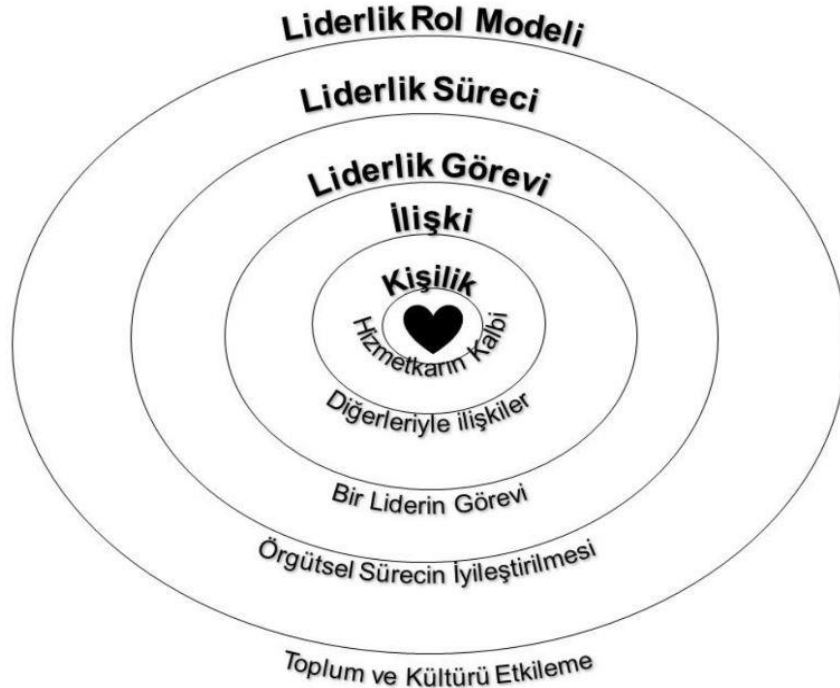 Liderlik Rol Modeli
Liderlik Süreci
Liderlik Görevi
İlişki
Kişilik
Hizmetkarın Kalbi
Diğerleriyle ilişkiler
Bir Liderin Görevi
Örgütsel Sürecin İyileştirilmesi
Toplum ve Kültürü Etkileme